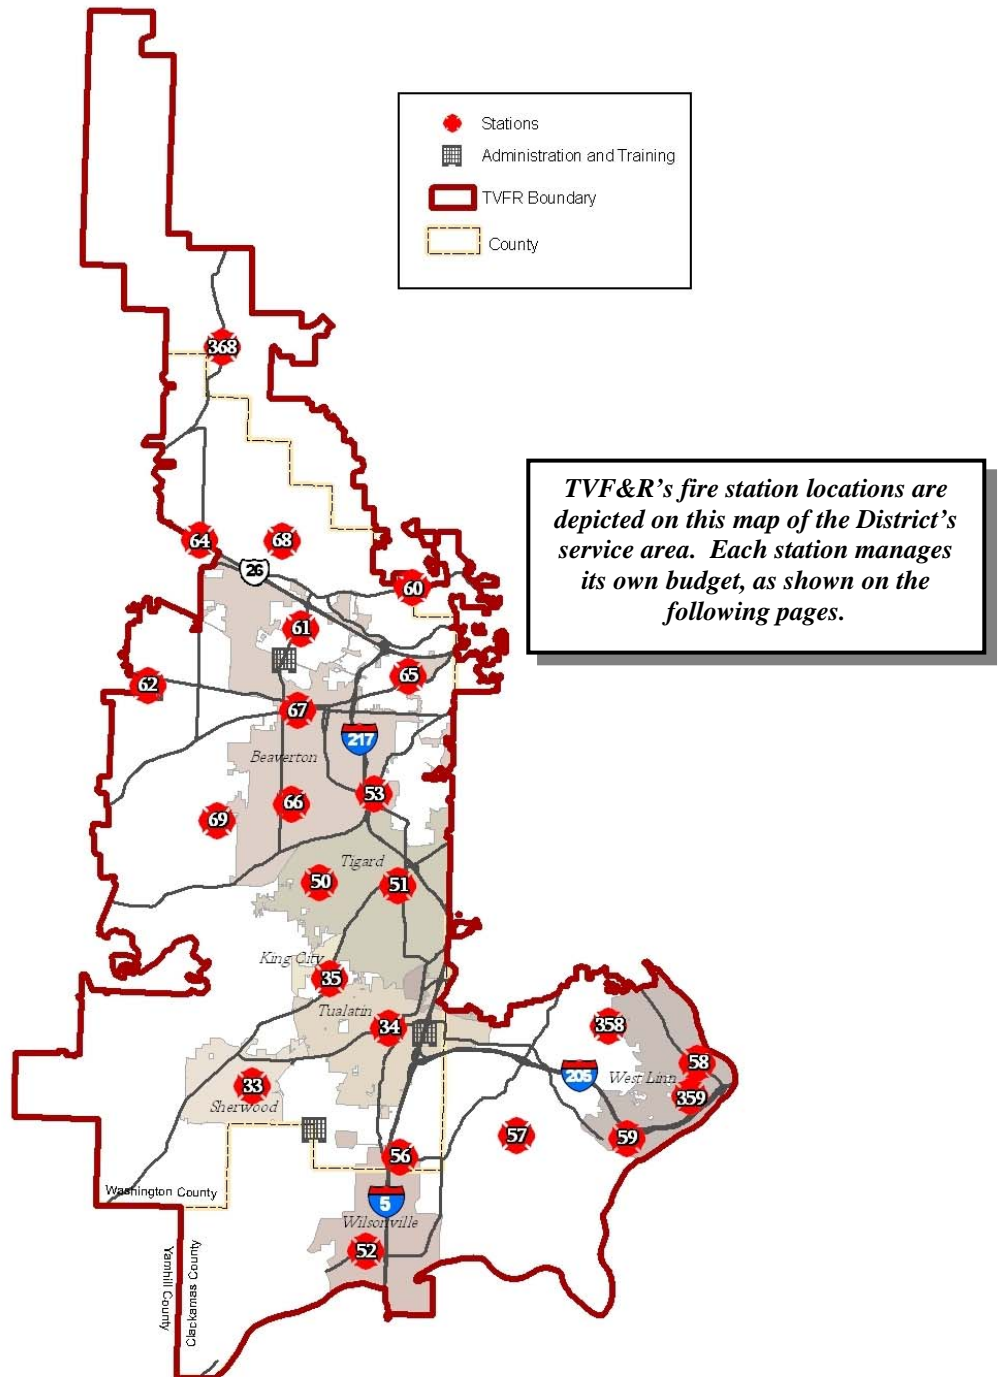 Stations
Administration and Training
TVFR Boundary
County
368
TVF&R's fire station locations are
depicted on this map of the District's
service area. Each station manages
its own budget, as shown on the
following pages.
64
68
26
60
61
65
62
67
217
Beaverton
53
66
69
Tigard
50
51
King City
35
Tualatin
34
358
58
205
West Linn
359
33
Sherwood
57
59
56
Washington County
5
Wilsonville
52
Yamhill County
Clackamas County